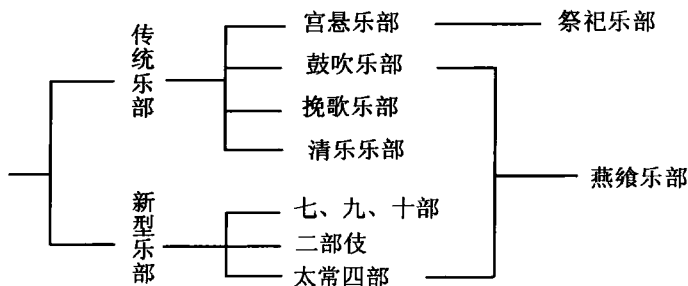 传统乐部
宫悬乐部
祭祀乐部
鼓吹乐部
挽歌乐部
清乐乐部
燕飨乐部
新型乐部
七、九、十部
二部伎
太常四部